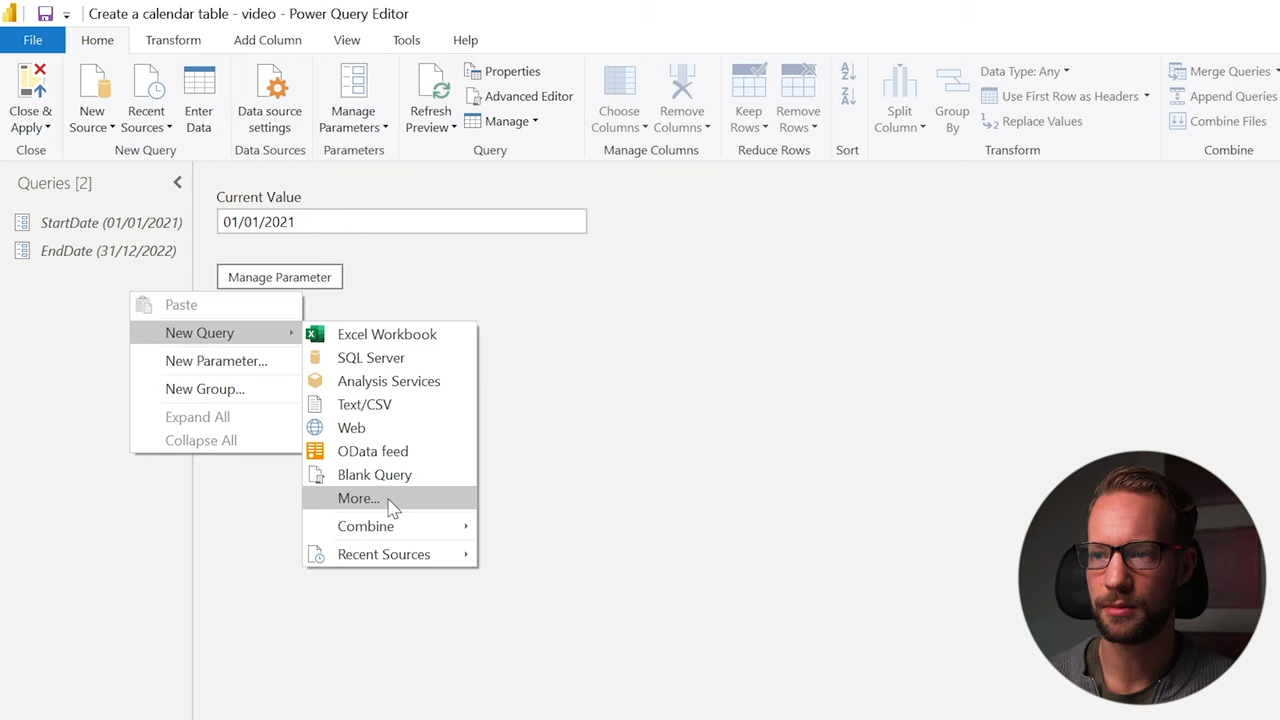 Create a calendar table - video - Power Query Editor
File Home Transform Add Column View Tools Help
Close & Apply
New Source
Recent Sources
Enter Data
Data source settings
Manage Parameters
Refresh Preview
Properties
Advanced Editor
Manage
Choose Columns
Remove Columns
Keep Rows
Remove Rows
Split Column
Group By
Data Type: Any
Use First Row as Headers
Replace Values
Merge Queries
Append Queries
Combine Files
Close New Query Data Sources Parameters Query Manage Columns Reduce Rows Sort Transform Combine
Queries [2]
StartDate (01/01/2021)
EndDate (31/12/2022)
Current Value
01/01/2021
Manage Parameter
Paste
New Query
New Parameter...
New Group...
Expand All
Collapse All
Excel Workbook
SQL Server
Analysis Services
Text/CSV
Web
OData feed
Blank Query
More...
Combine
Recent Sources